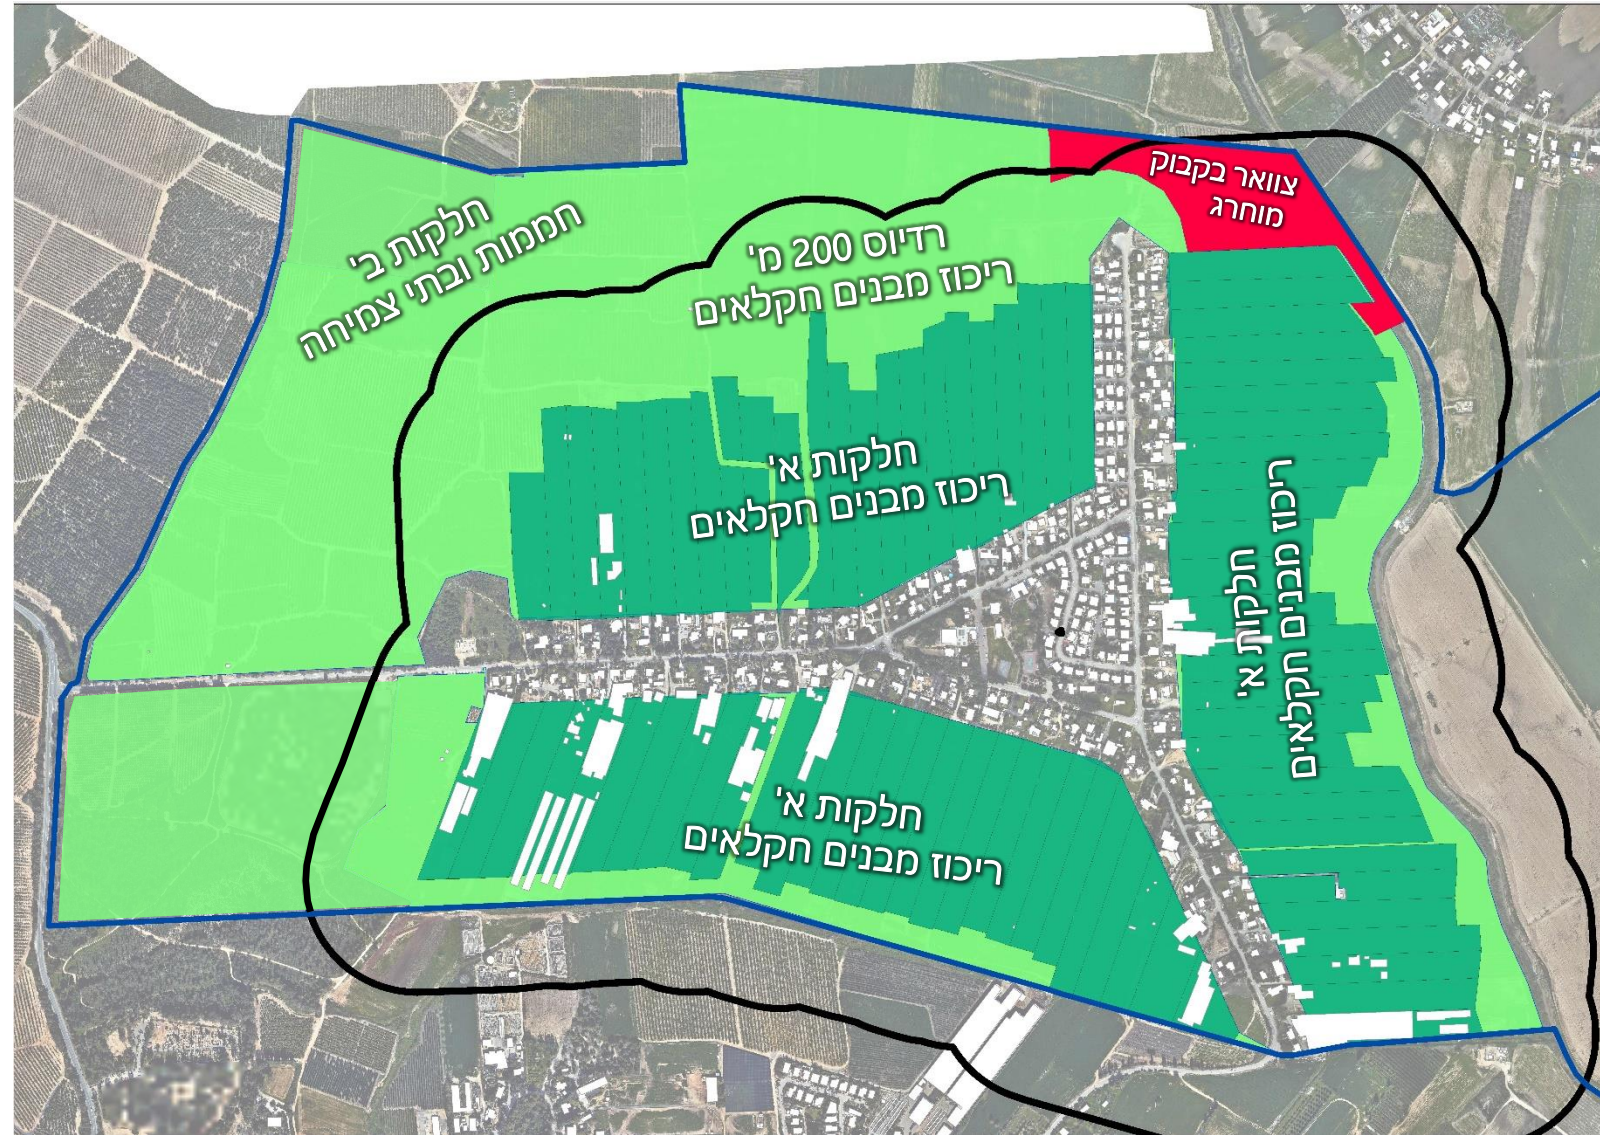 צוואר בקבוק
מוחרג
חלקות ב'
חממות ובתי צמיחה
רדיוס 200 מ'
ריכוז מבנים חקלאים
חלקות א'
ריכוז מבנים חקלאים
חלקות א'
ריכוז מבנים חקלאים
חלקות א'
ריכוז מבנים חקלאים